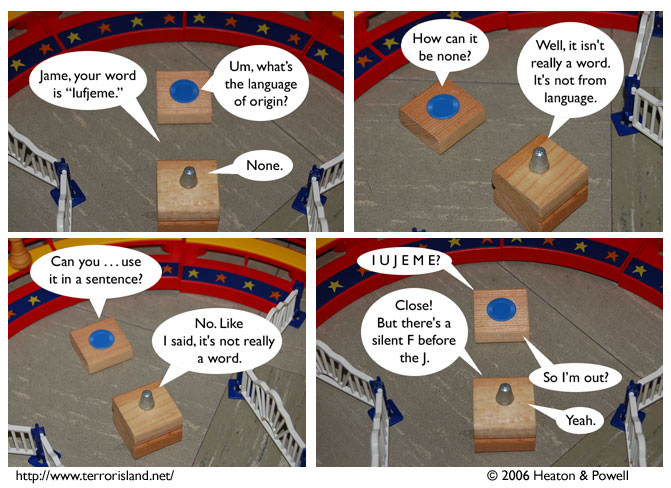 Jame, your word
is “Iufjeme.”
Um, what's
the language
of origin?
None.
How can it
be none?
Well, it isn't
really a word.
It's not from
language.
Can you . . . use
it in a sentence?
No. Like
I said, it's not really
a word.
I U J E M E?
Close!
But there's a
silent F before
the J.
So I'm out?
Yeah.
http://www.terrorisland.net/
© 2006 Heaton & Powell